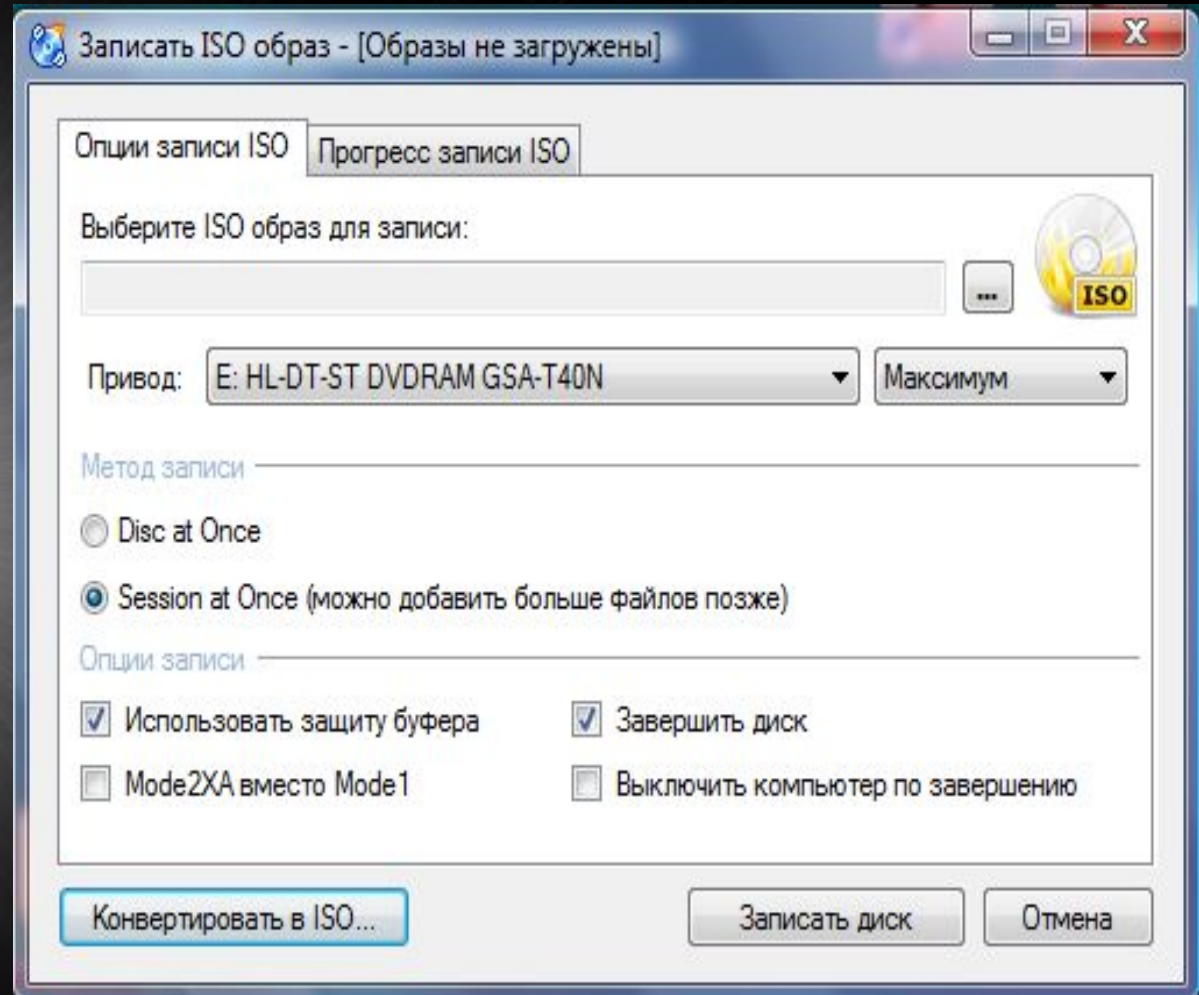 Записать ISO образ - [Образы не загружены]
Опции записи ISO
Прогресс записи ISO
Выберите ISO образ для записи:
...
ISO
Привод: E: HL-DT-ST DVDRAM GSA-T40N Максимум
Метод записи
Disc at Once
Session at Once (можно добавить больше файлов позже)
Опции записи
Использовать защиту буфера
Завершить диск
Mode2XA вместо Mode1
Выключить компьютер по завершению
Конвертировать в ISO...
Записать диск
Отмена